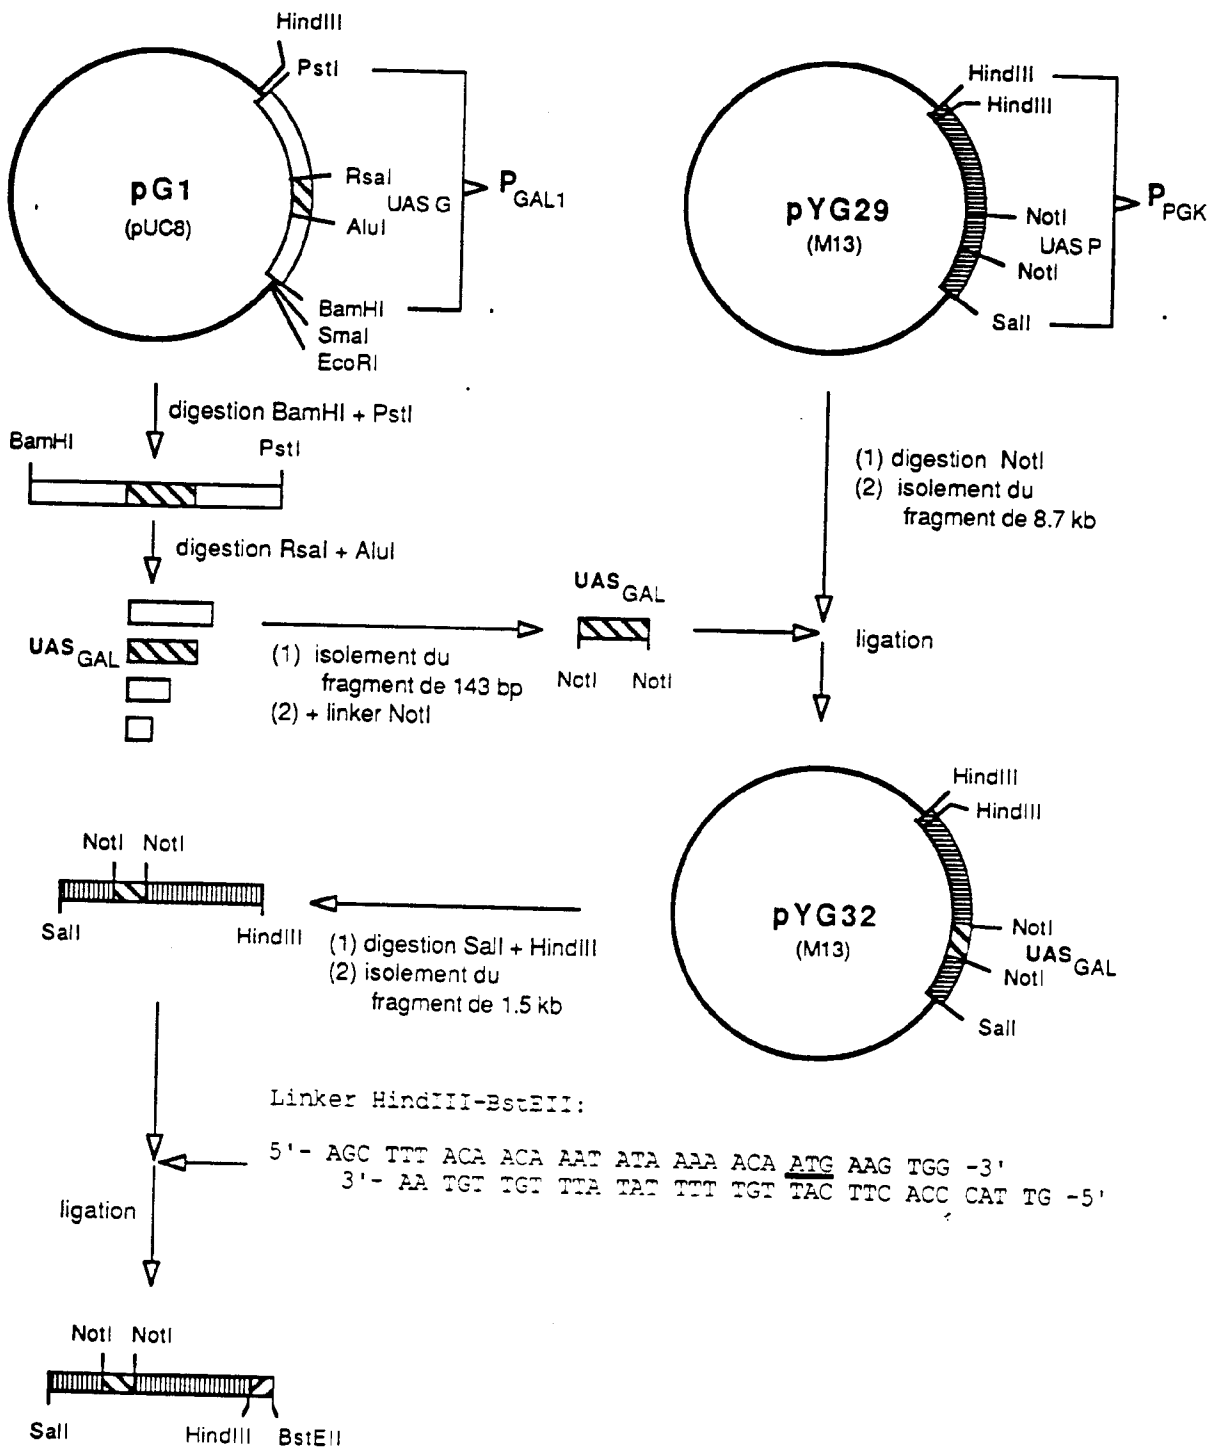 HindIII
PstI
RsaI
UAS G
AluI
BamHI
SmaI
EcoRI
pG1
(pUC8)
P GAL1
HindIII
HindIII
pYG29
(M13)
NotI
UAS P
NotI
SalI
P PGK
digestion BamHI + PstI
BamHI
PstI
digestion RsaI + AluI
UAS GAL
(1) isolement du
fragment de 143 bp
(2) + linker NotI
UAS GAL
NotI NotI
(1) digestion NotI
(2) isolement du
fragment de 8.7 kb
ligation
HindIII
HindIII
pYG32
(M13)
NotI
UAS GAL
NotI
SalI
NotI NotI
SalI
HindIII
(1) digestion SalI + HindIII
(2) isolement du
fragment de 1.5 kb
Linker HindIII-BstEII:
5'- AGC TTT ACA ACA AAT ATA AAA ACA ATG AAG TGG -3'
3'- AA TGT TGT TTA TAT TTT TGT TAC TTC ACC CAT TG -5'
ligation
NotI NotI
SalI
HindIII BstEII